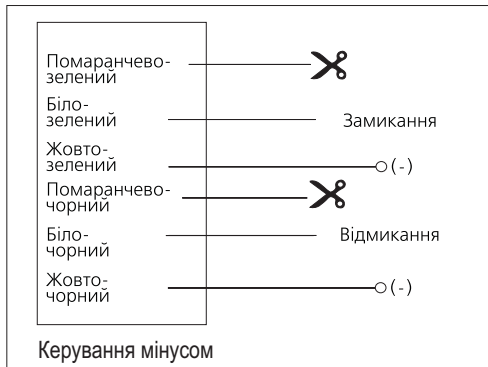 Помаранчево-
зелений
Біло-
зелений
Замикання
Жовто-
зелений
(-)
Помаранчево-
чорний
Біло-
чорний
Відмикання
Жовто-
чорний
(-)
Керування мінусом